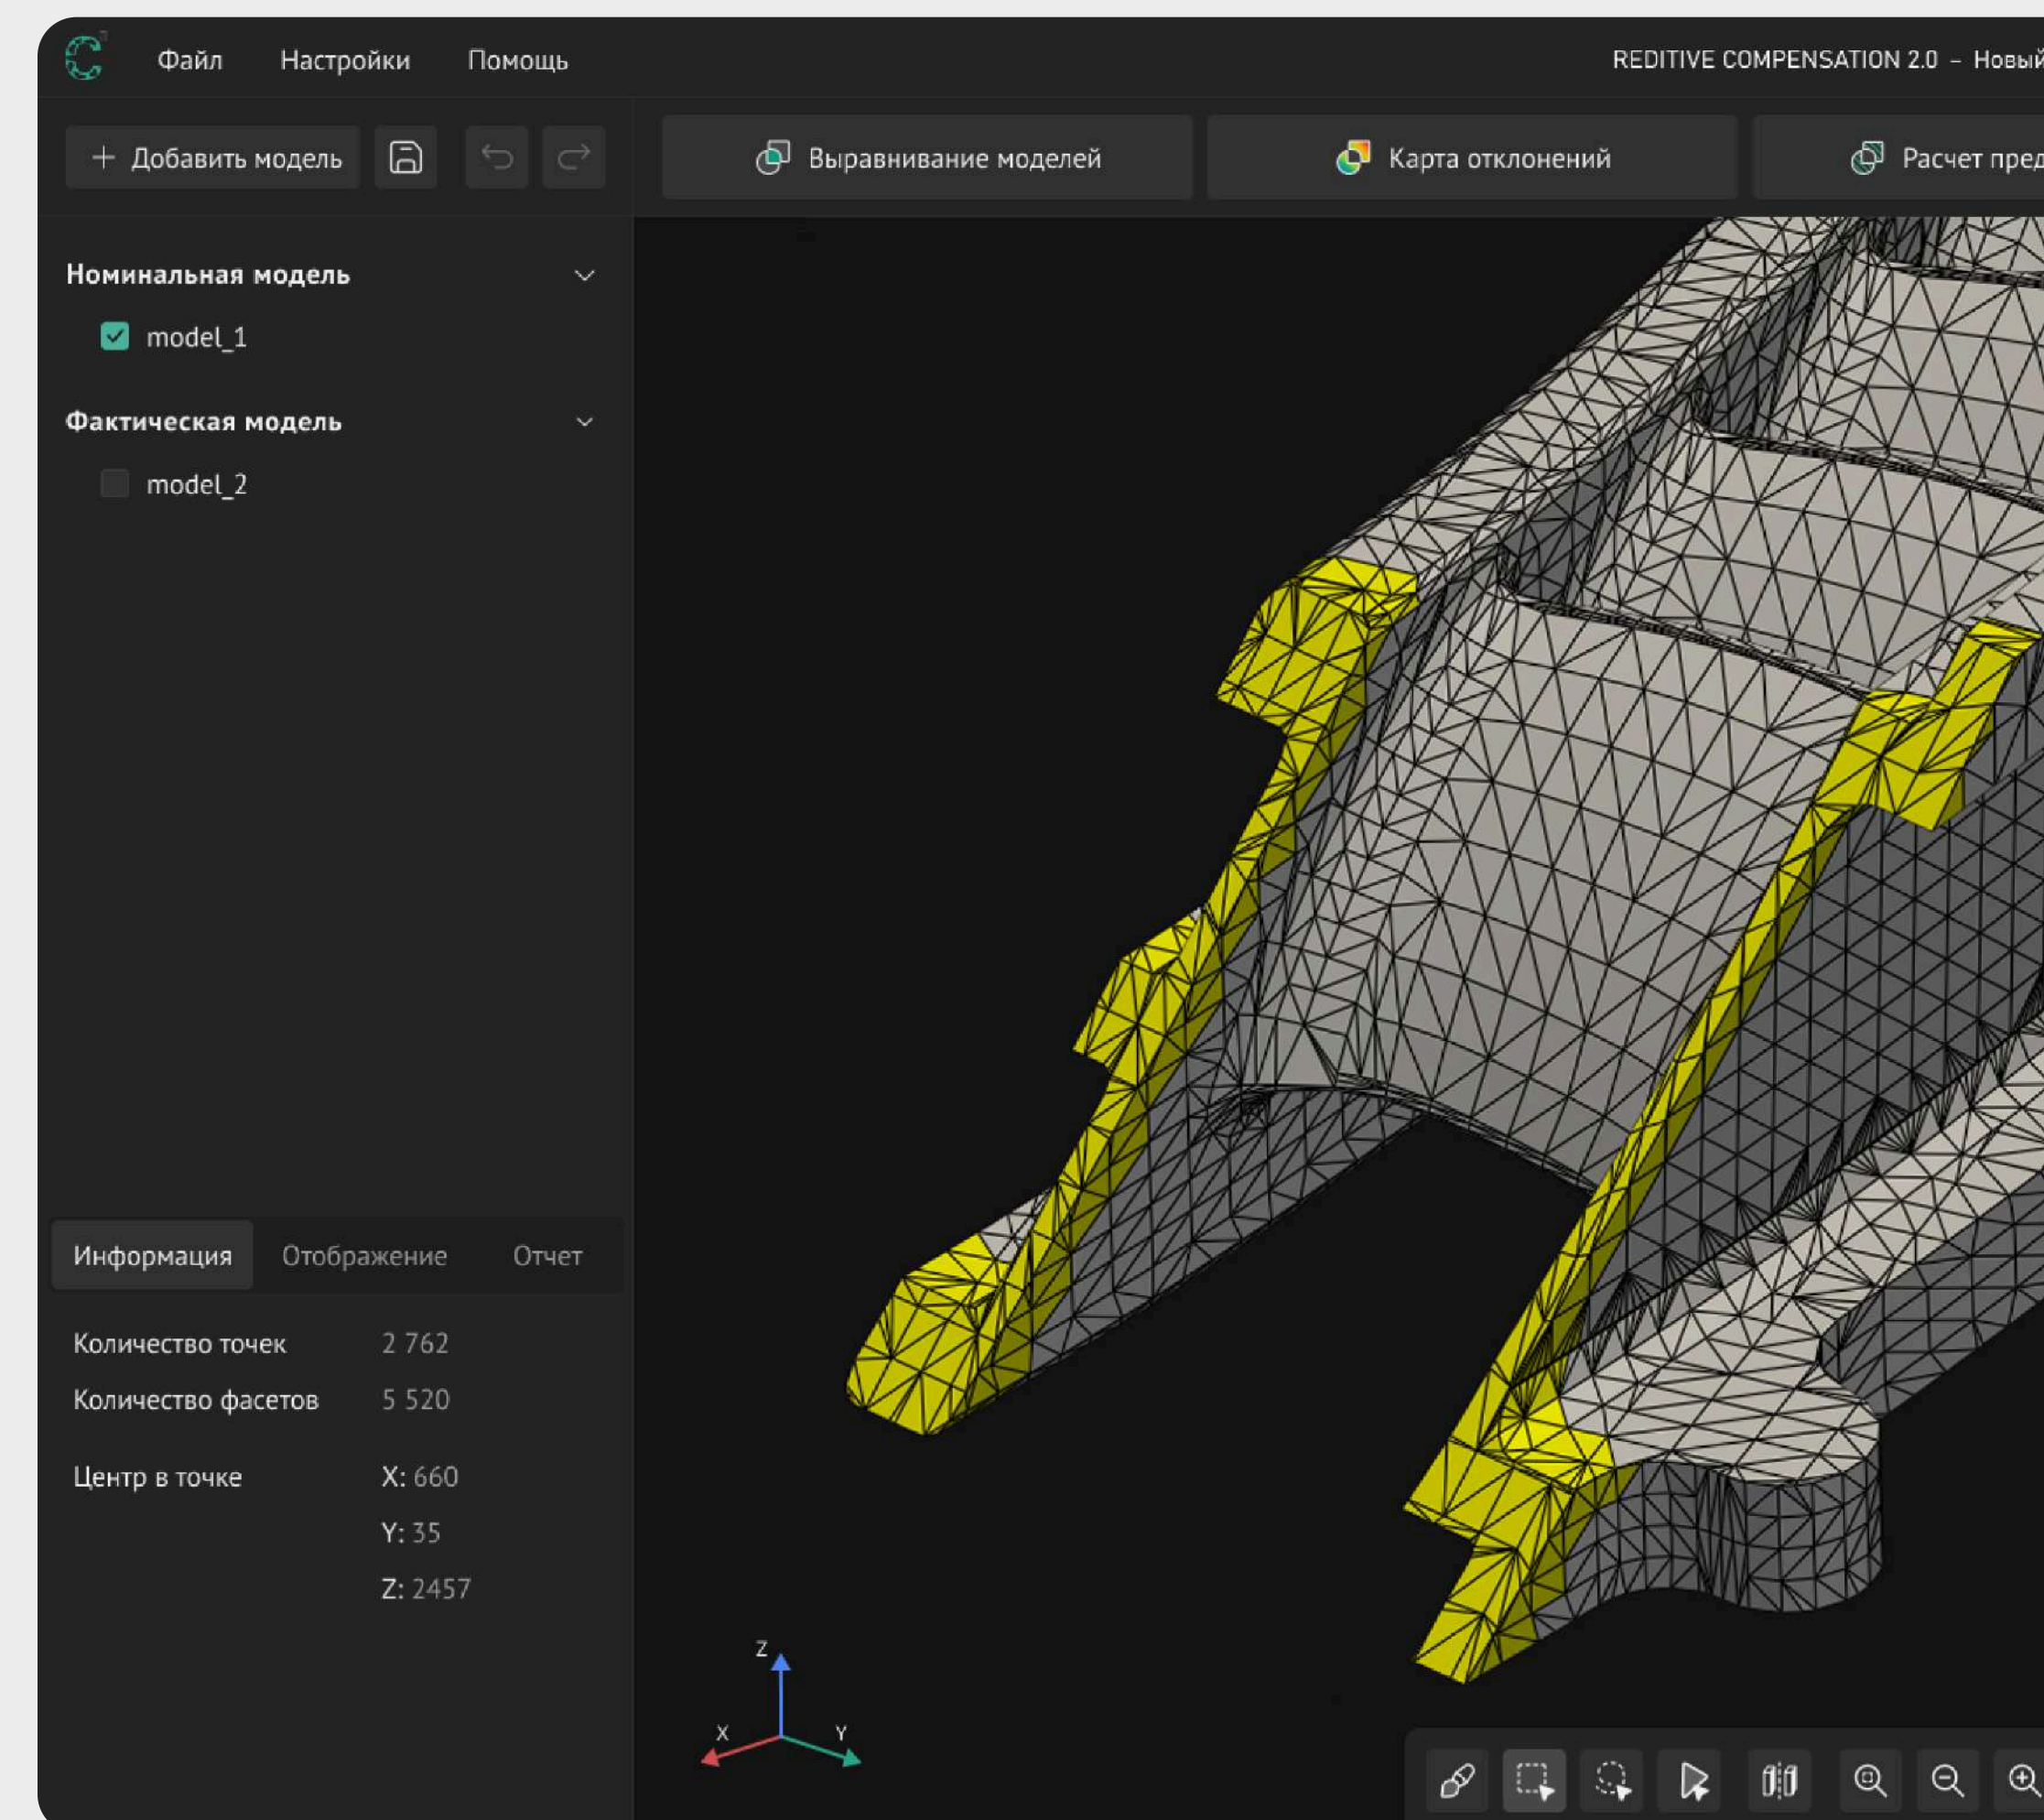 Файл Настройки Помощь REDITIVE COMPENSATION 2.0 – Новый
+ Добавить модель Выравнивание моделей Карта отклонений Расчет пред
Номинальная модель
model_1
Фактическая модель
model_2
Информация Отображение Отчет
Количество точек 2 762
Количество фасетов 5 520
Центр в точке X: 660
Y: 35
Z: 2457
Z
X Y